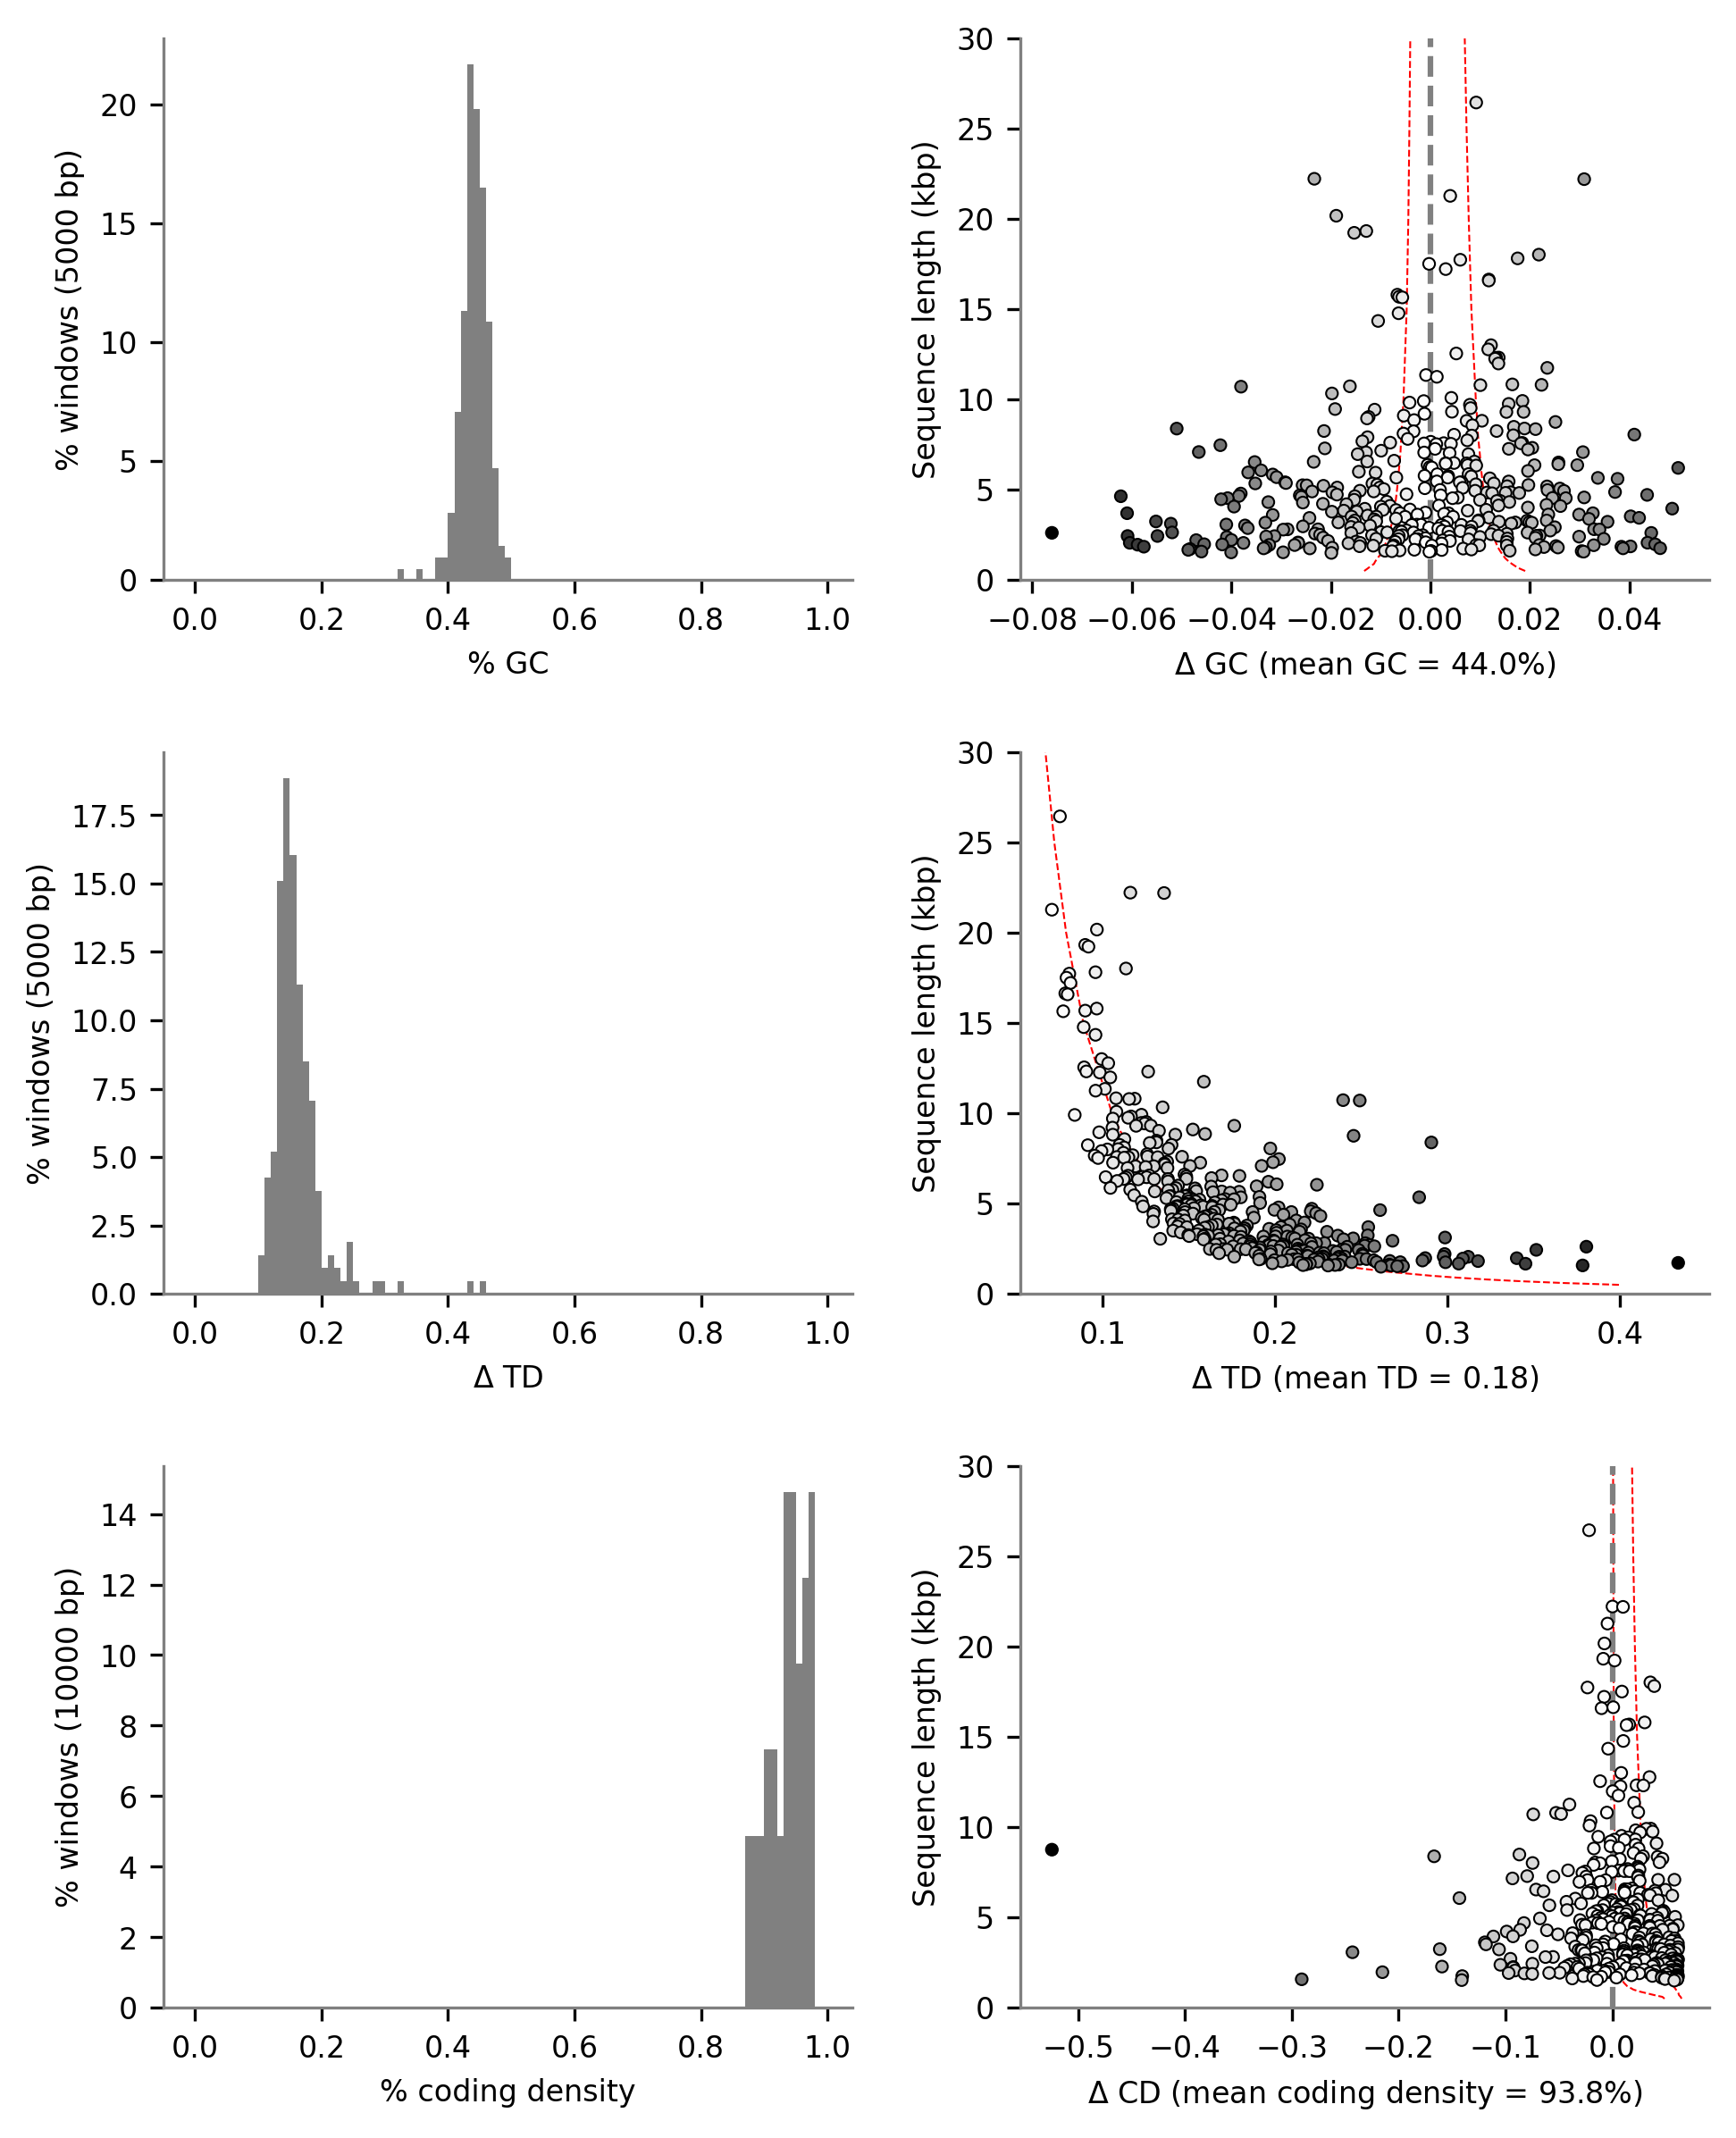 % windows (5000 bp)
20
15
10
5
0
0.0 0.2 0.4 0.6 0.8 1.0
% GC
Sequence length (kbp)
30
25
20
15
10
5
0
−0.08 −0.06 −0.04 −0.02 0.00 0.02 0.04
Δ GC (mean GC = 44.0%)
% windows (5000 bp)
17.5
15.0
12.5
10.0
7.5
5.0
2.5
0.0
0.0 0.2 0.4 0.6 0.8 1.0
Δ TD
Sequence length (kbp)
30
25
20
15
10
5
0
0.1 0.2 0.3 0.4
Δ TD (mean TD = 0.18)
% windows (10000 bp)
14
12
10
8
6
4
2
0
0.0 0.2 0.4 0.6 0.8 1.0
% coding density
Sequence length (kbp)
30
25
20
15
10
5
0
−0.5 −0.4 −0.3 −0.2 −0.1 0.0
Δ CD (mean coding density = 93.8%)